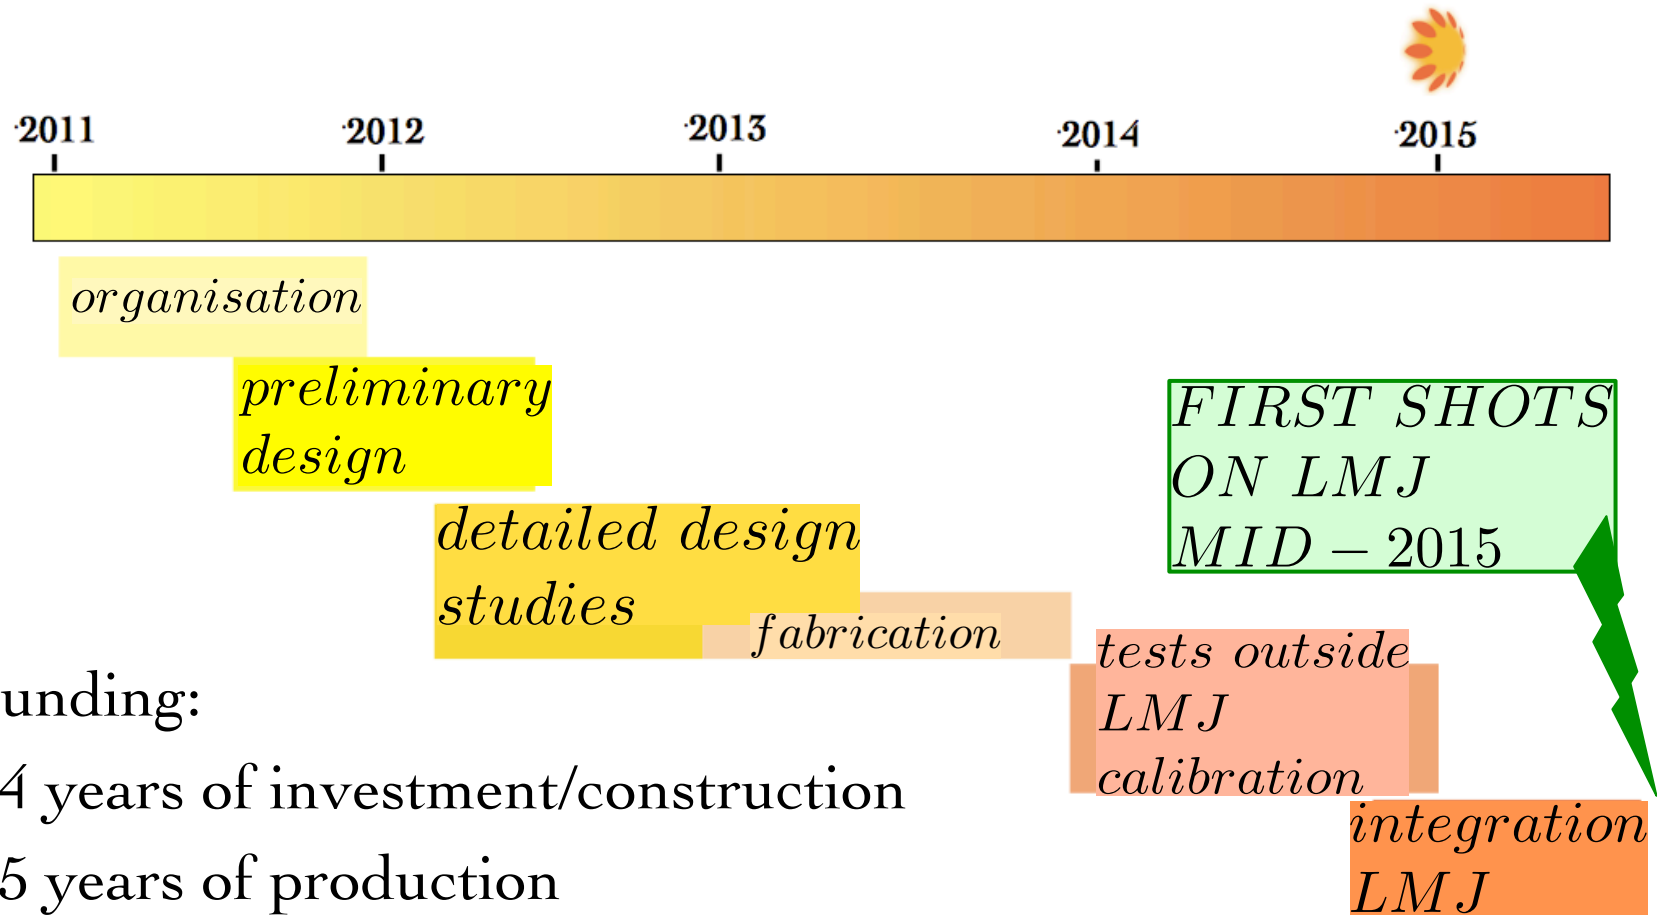 2011 2012 2013 2014 2015
organisation
preliminary
design
FIRST SHOTS
ON LMJ
MID – 2015
detailed design
studies
fabrication
tests outside
LMJ
calibration
integration
LMJ
unding:
4 years of investment/construction
5 years of production